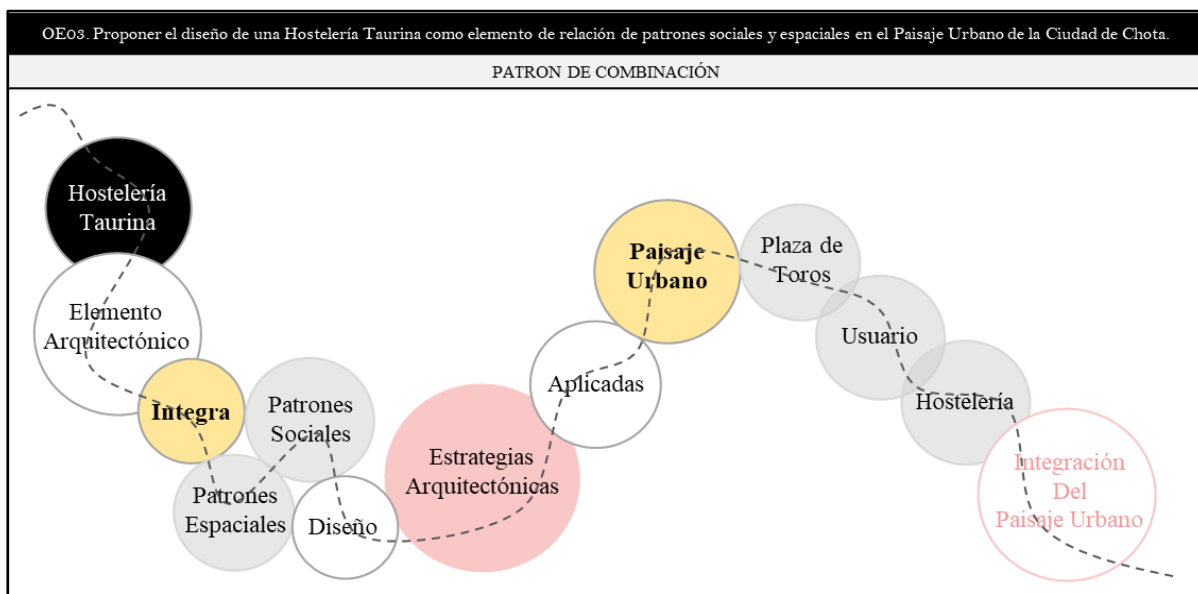 OE03. Proponer el diseño de una Hostelería Taurina como elemento de relación de patrones sociales y espaciales en el Paisaje Urbano de la Ciudad de Chota.
PATRON DE COMBINACIÓN
Hostelería
Taurina
Elemento
Arquitectónico
Integra
Patrones
Sociales
Patrones
Espaciales
Diseño
Estrategias
Arquitectónicas
Aplicadas
Paisaje
Urbano
Plaza de
Toros
Usuario
Hostelería
Integración
Del
Paisaje Urbano